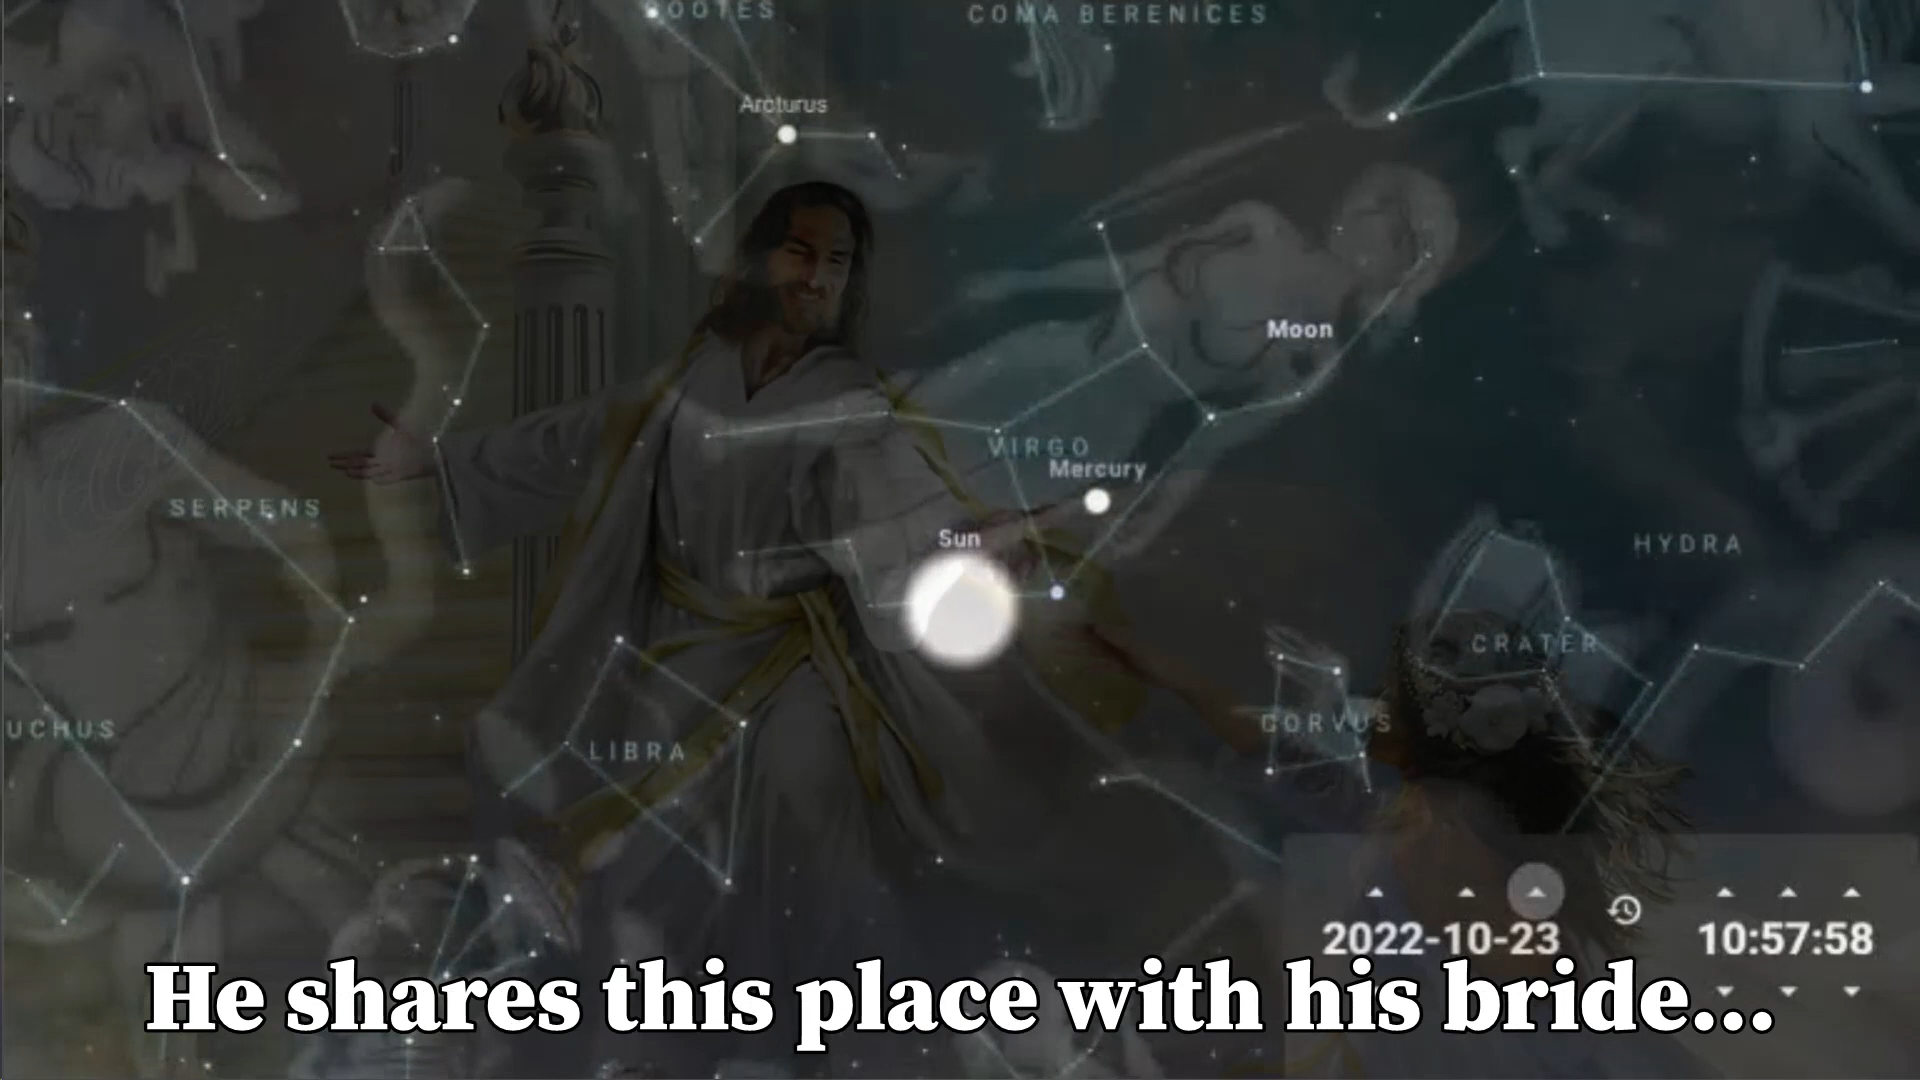 BOOTES
COMA BERENICES
Arcturus
Moon
VIRGO
Mercury
SERPENS
Sun
HYDRA
CRATER
CORVUS
UCHUS
LIBRA
2022-10-23 10:57:58
He shares this place with his bride...